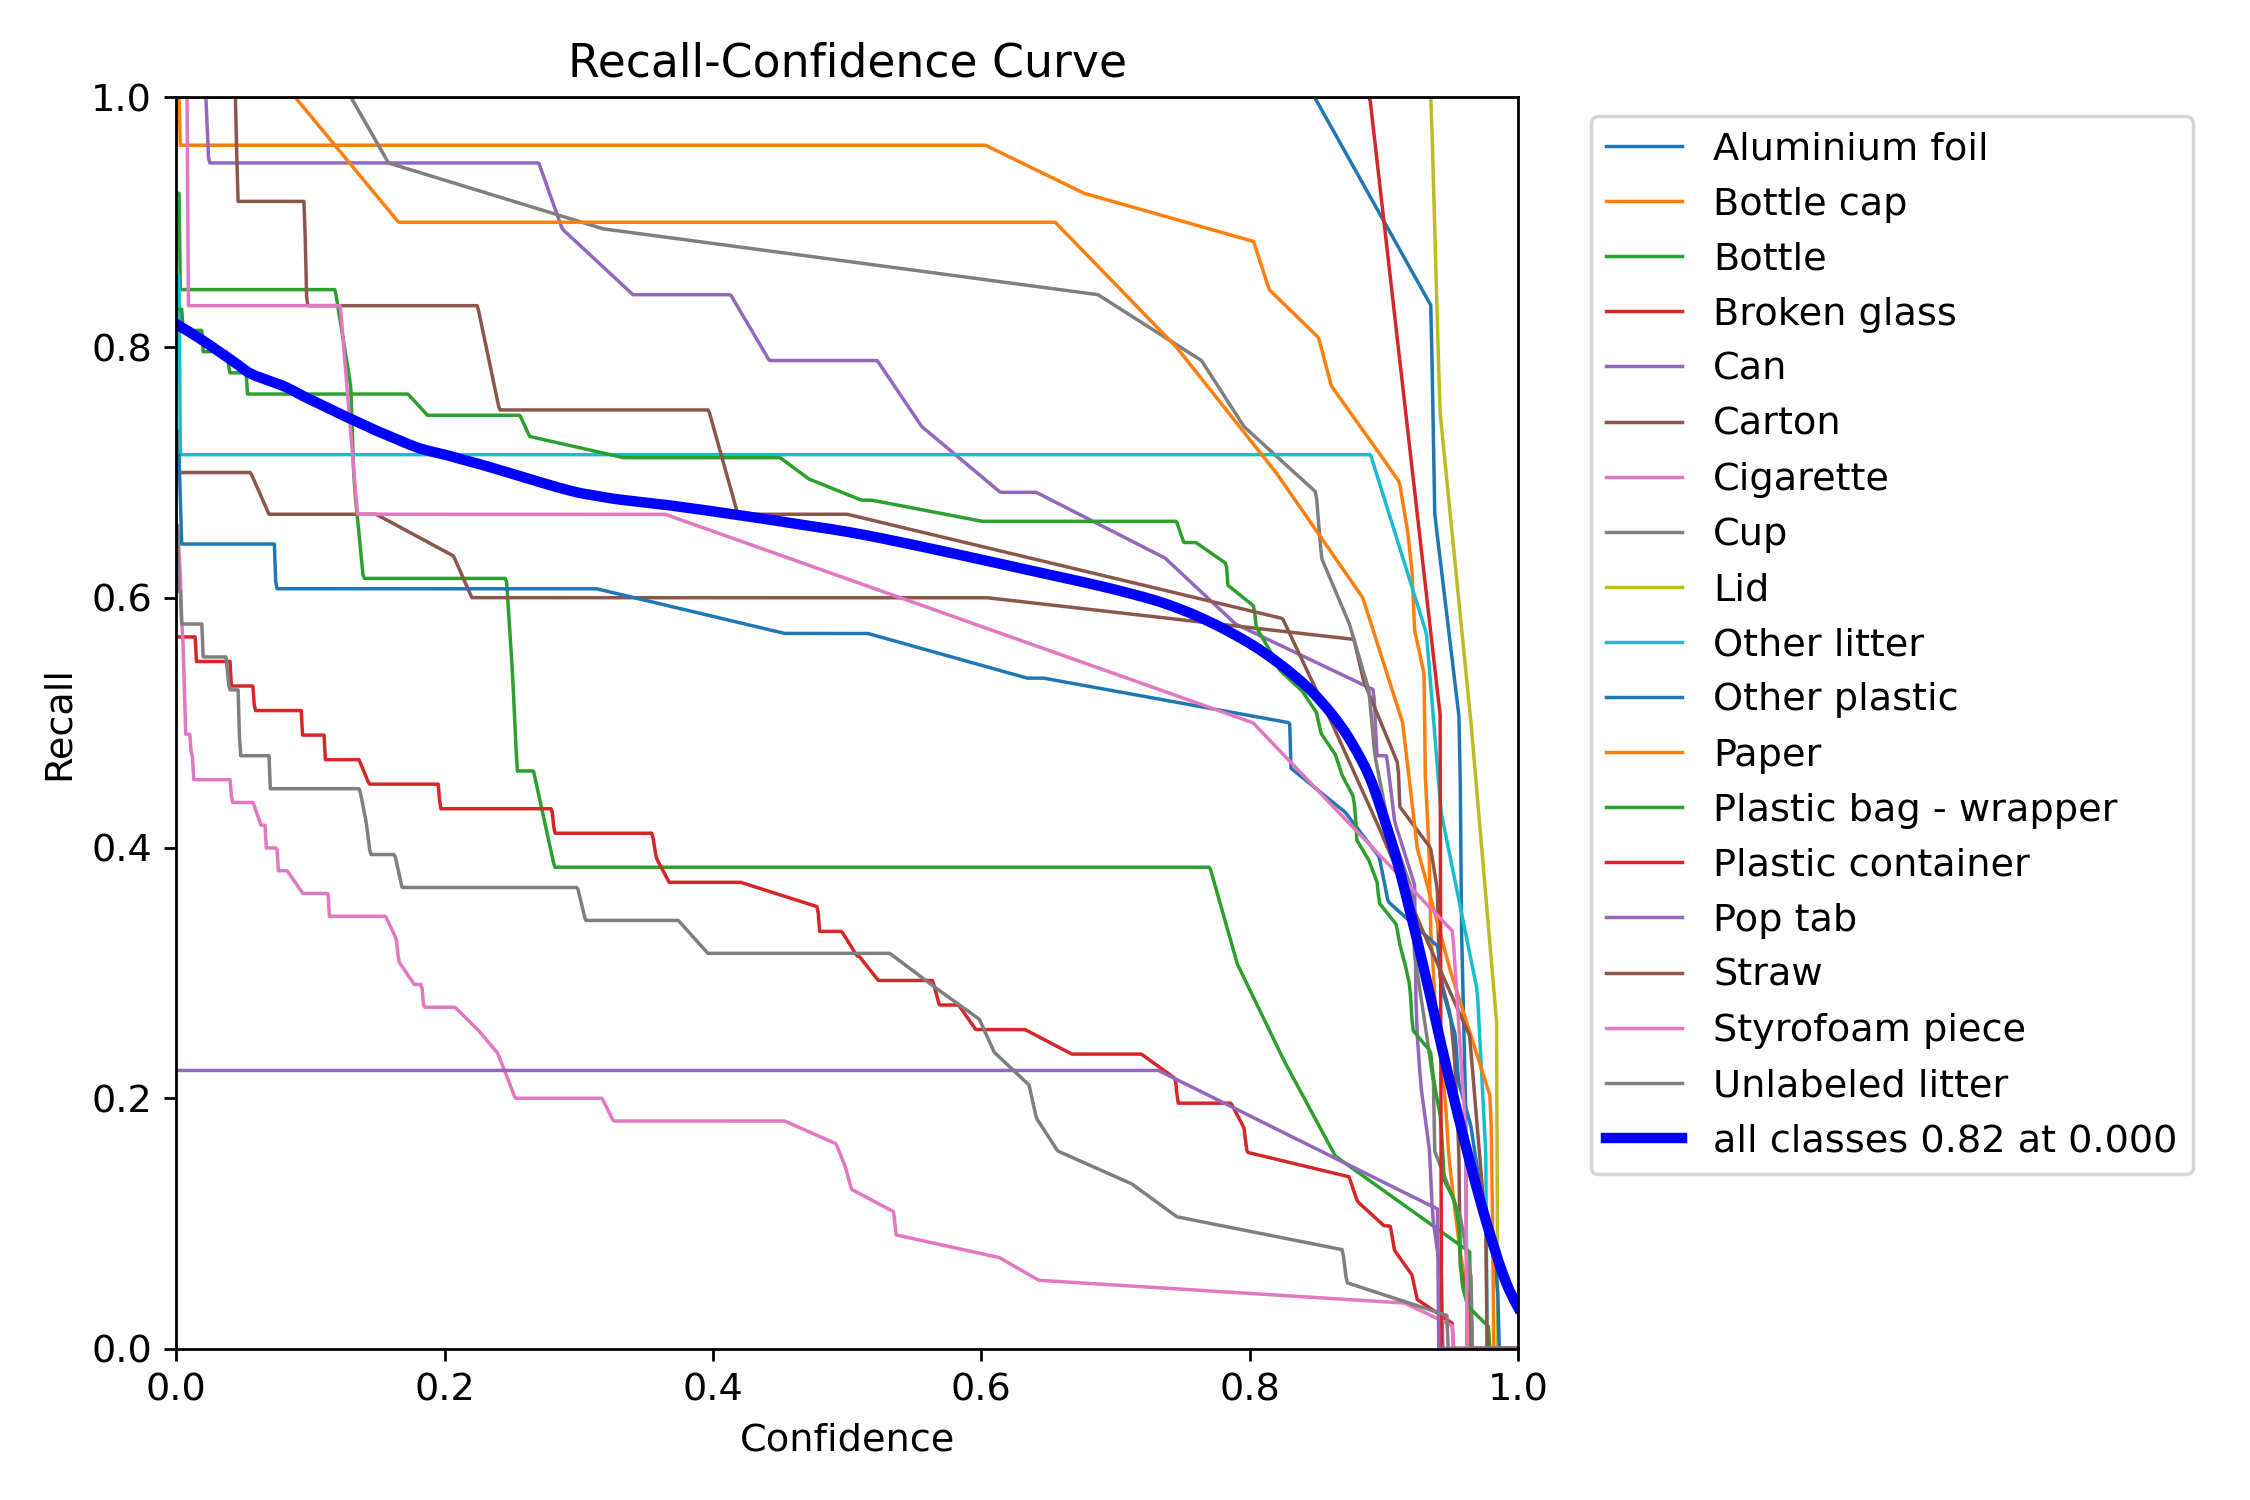 Recall-Confidence Curve
1.0
0.8
0.6
0.4
0.2
0.0
Recall
0.0 0.2 0.4 0.6 0.8 1.0
Confidence
Aluminium foil
Bottle cap
Bottle
Broken glass
Can
Carton
Cigarette
Cup
Lid
Other litter
Other plastic
Paper
Plastic bag - wrapper
Plastic container
Pop tab
Straw
Styrofoam piece
Unlabeled litter
all classes 0.82 at 0.000